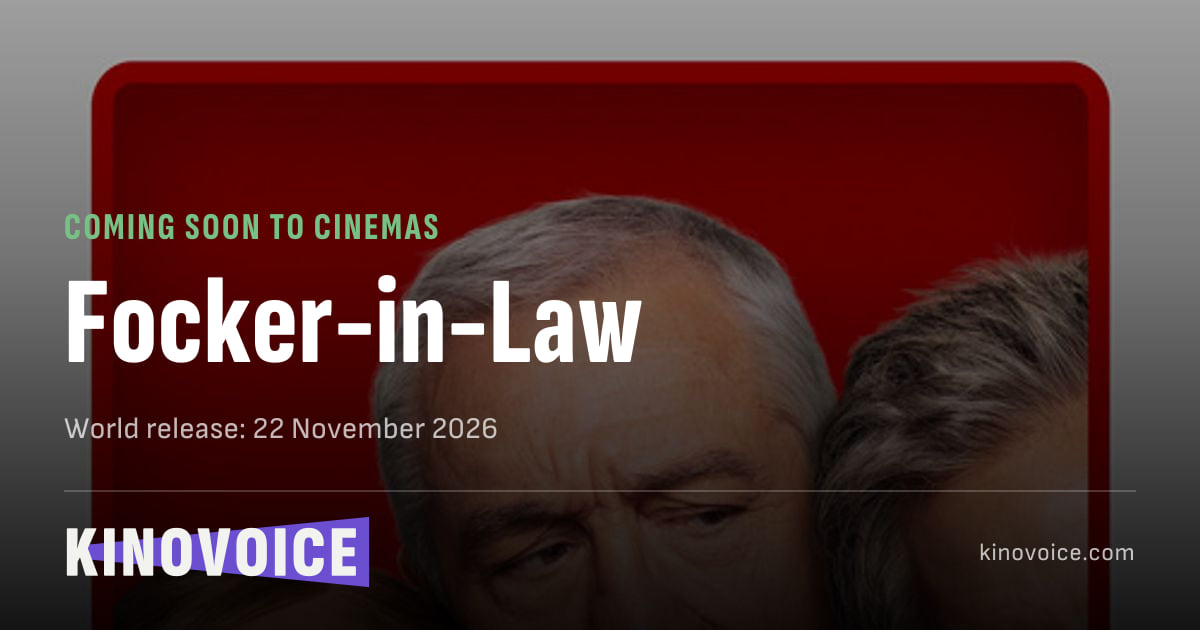 COMING SOON TO CINEMAS
Focker-in-Law
World release: 22 November 2026
KINOVOICE
kinovoice.com